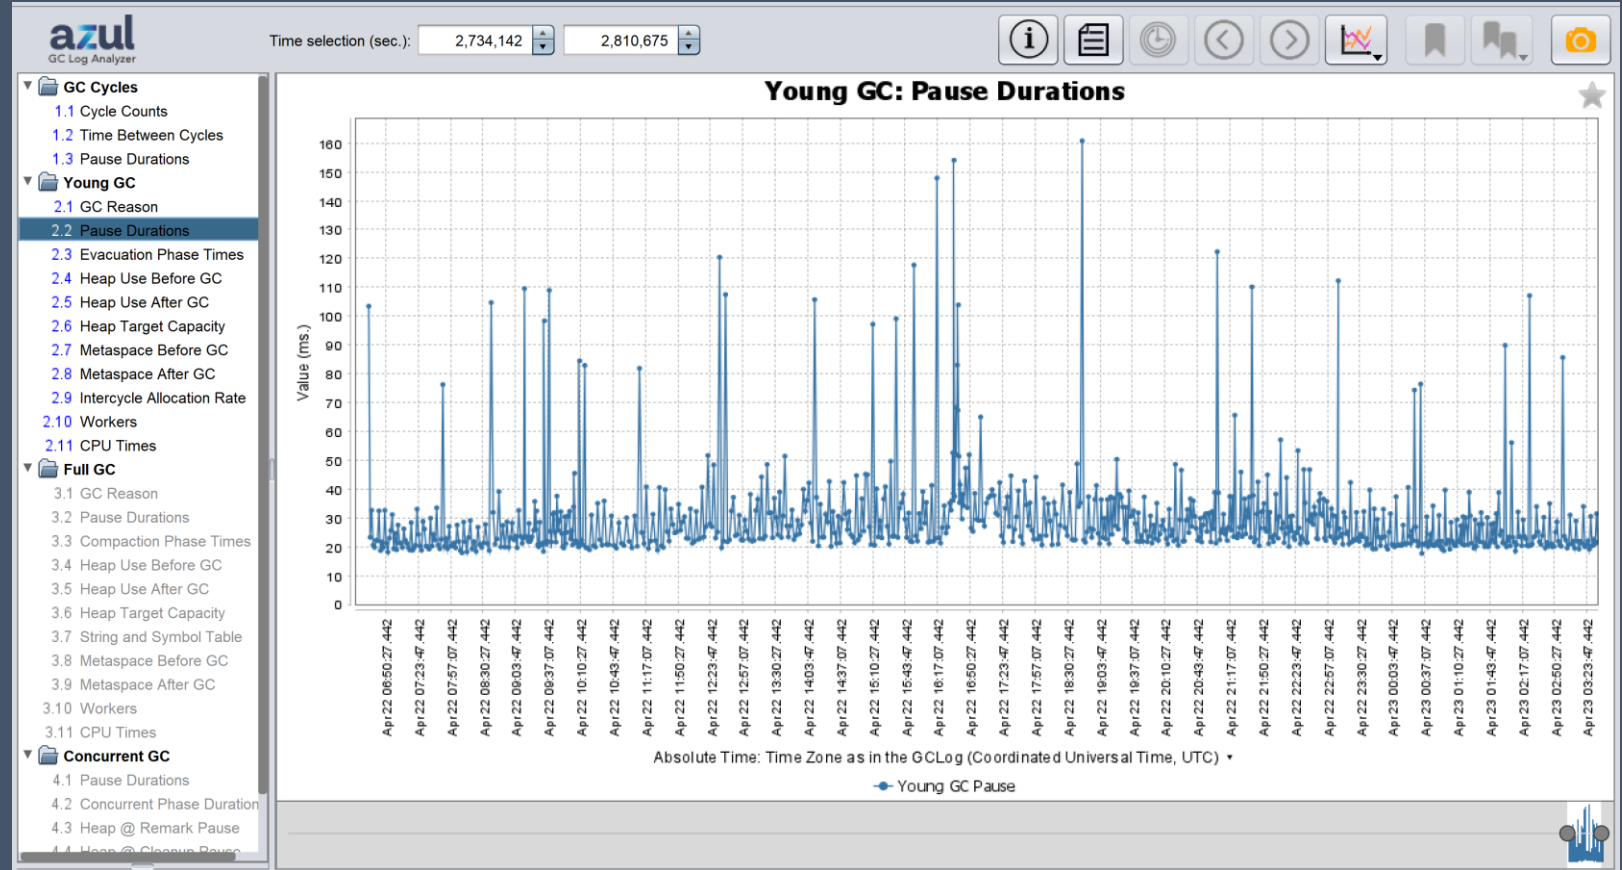 azul
GC Log Analyzer
Time selection (sec.):
2,734,142
2,810,675
GC Cycles
1.1 Cycle Counts
1.2 Time Between Cycles
1.3 Pause Durations
Young GC
2.1 GC Reason
2.2 Pause Durations
2.3 Evacuation Phase Times
2.4 Heap Use Before GC
2.5 Heap Use After GC
2.6 Heap Target Capacity
2.7 Metaspace Before GC
2.8 Metaspace After GC
2.9 Intercycle Allocation Rate
2.10 Workers
2.11 CPU Times
Full GC
3.1 GC Reason
3.2 Pause Durations
3.3 Compaction Phase Times
3.4 Heap Use Before GC
3.5 Heap Use After GC
3.6 Heap Target Capacity
3.7 String and Symbol Table
3.8 Metaspace Before GC
3.9 Metaspace After GC
3.10 Workers
3.11 CPU Times
Concurrent GC
4.1 Pause Durations
4.2 Concurrent Phase Duration
4.3 Heap @ Remark Pause
4.4 Heap @ Cleanup Pause
Young GC: Pause Durations
Value (ms.)
160
150
140
130
120
110
100
90
80
70
60
50
40
30
20
10
0
Apr 22 06:50:27.442
Apr 22 07:23:47.442
Apr 22 07:57:07.442
Apr 22 08:30:27.442
Apr 22 09:03:47.442
Apr 22 09:37:07.442
Apr 22 10:10:27.442
Apr 22 10:43:47.442
Apr 22 11:17:07.442
Apr 22 11:50:27.442
Apr 22 12:23:47.442
Apr 22 12:57:07.442
Apr 22 13:30:27.442
Apr 22 14:03:47.442
Apr 22 14:37:07.442
Apr 22 15:10:27.442
Apr 22 15:43:47.442
Apr 22 16:17:07.442
Apr 22 16:50:27.442
Apr 22 17:23:47.442
Apr 22 17:57:07.442
Apr 22 18:30:27.442
Apr 22 19:03:47.442
Apr 22 19:37:07.442
Apr 22 20:10:27.442
Apr 22 20:43:47.442
Apr 22 21:17:07.442
Apr 22 21:50:27.442
Apr 22 22:23:47.442
Apr 22 22:57:07.442
Apr 22 23:30:27.442
Apr 23 00:03:47.442
Apr 23 00:37:07.442
Apr 23 01:10:27.442
Apr 23 01:43:47.442
Apr 23 02:17:07.442
Apr 23 02:50:27.442
Apr 23 03:23:47.442
Absolute Time: Time Zone as in the GCLog (Coordinated Universal Time, UTC)
Young GC Pause